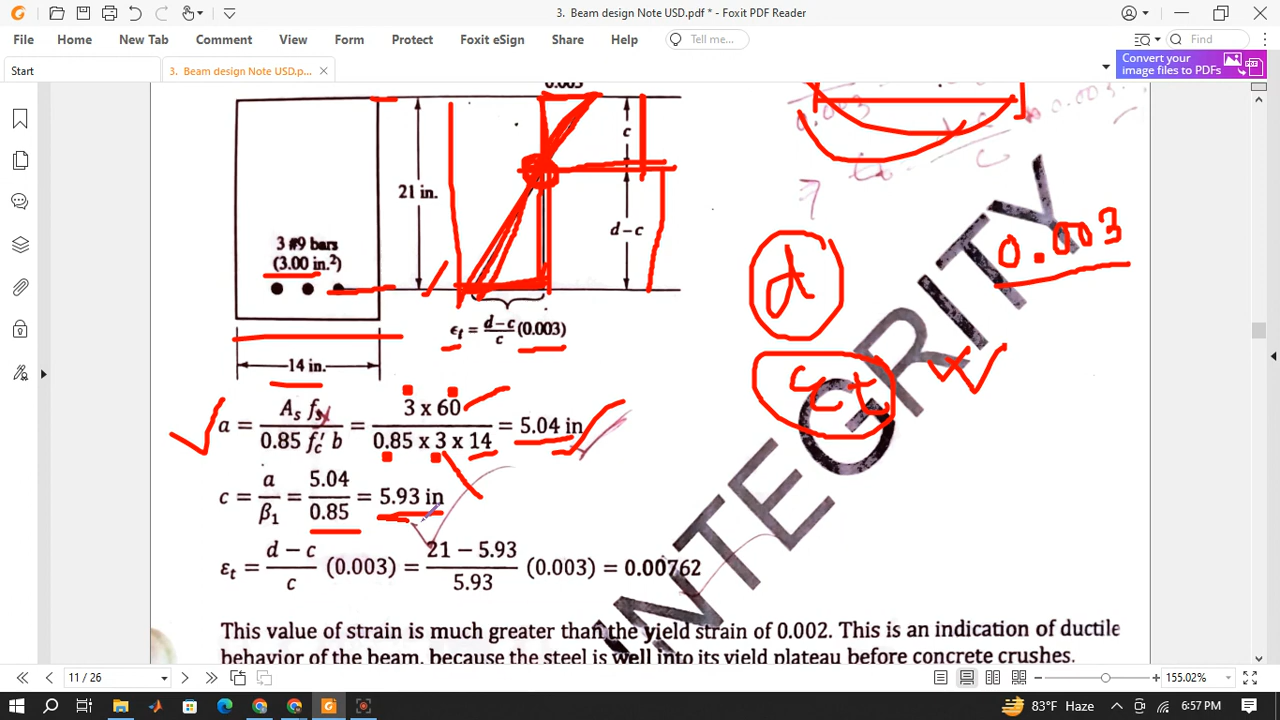 3. Beam design Note USD.pdf * - Foxit PDF Reader
File Home New Tab Comment View Form Protect Foxit eSign Share Help Tell me... Find
Start 3. Beam design Note USD.p... Convert your image files to PDFs
0.003
c
21 in.
d−c
3 #9 bars
(3.00 in.²)
ϵt = d−c/c (0.003)
14 in.
d
0.003
εt
a = As fy / 0.85 f′c b = 3 x 60 / 0.85 x 3 x 14 = 5.04 in
c = a/β1 = 5.04/0.85 = 5.93 in
εt = d − c/c (0.003) = 21 − 5.93/5.93 (0.003) = 0.00762
INTEGRITY
This value of strain is much greater than the yield strain of 0.002. This is an indication of ductile
behavior of the beam, because the steel is well into its yield plateau before concrete crushes.
11 / 26 155.02%
83°F Haze 6:57 PM